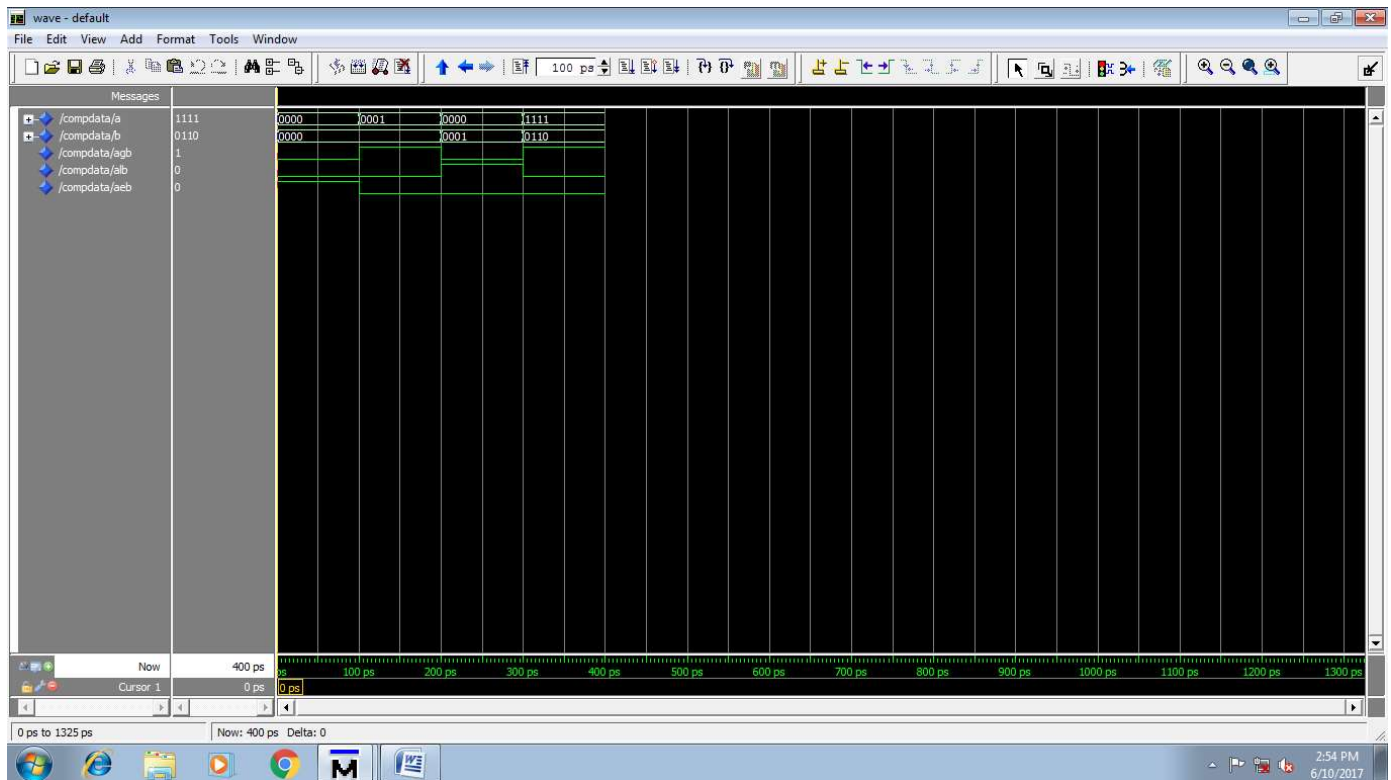 wave - default
File Edit View Add Format Tools Window
100 ps
Messages
/compdata/a 1111 0000 0001 0000 1111
/compdata/b 0110 0000 0001 0110
/compdata/agb 1
/compdata/alb 0
/compdata/aeb 0
Now 400 ps ps 100 ps 200 ps 300 ps 400 ps 500 ps 600 ps 700 ps 800 ps 900 ps 1000 ps 1100 ps 1200 ps 1300 ps
Cursor 1 0 ps 0 ps
0 ps to 1325 ps Now: 400 ps Delta: 0
2:54 PM
6/10/2017